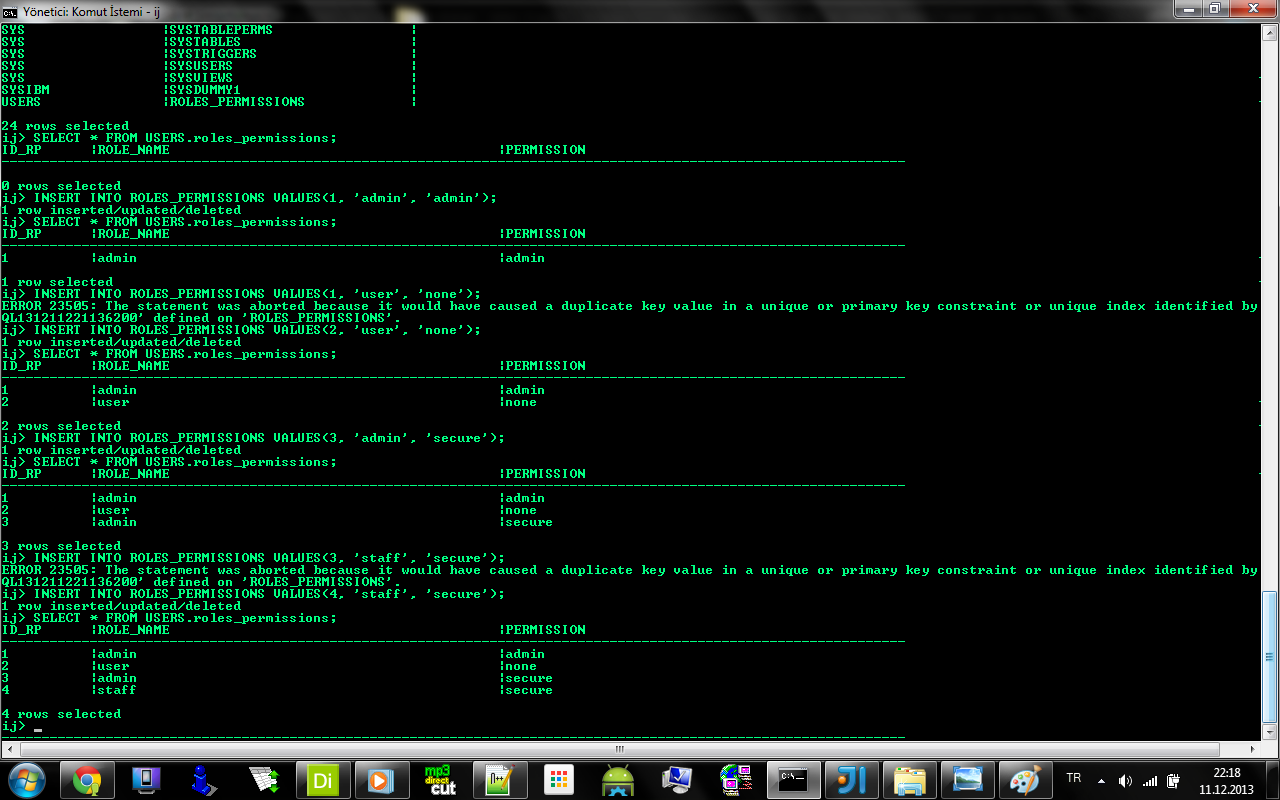 Yönetici: Komut İstemi - ij
SYS |SYSTABLEPERMS |
SYS |SYSTABLES |
SYS |SYSTRIGGERS |
SYS |SYSUSERS |
SYS |SYSVIEWS |
SYSIBM |SYSDUMMY1 |
USERS |ROLES_PERMISSIONS |
24 rows selected
ij> SELECT * FROM USERS.roles_permissions;
ID_RP |ROLE_NAME |PERMISSION
0 rows selected
ij> INSERT INTO ROLES_PERMISSIONS VALUES(1, 'admin', 'admin');
1 row inserted/updated/deleted
ij> SELECT * FROM USERS.roles_permissions;
ID_RP |ROLE_NAME |PERMISSION
1 |admin |admin
1 row selected
ij> INSERT INTO ROLES_PERMISSIONS VALUES(1, 'user', 'none');
ERROR 23505: The statement was aborted because it would have caused a duplicate key value in a unique or primary key constraint or unique index identified by
QL131211221136200' defined on 'ROLES_PERMISSIONS'.
ij> INSERT INTO ROLES_PERMISSIONS VALUES(2, 'user', 'none');
1 row inserted/updated/deleted
ij> SELECT * FROM USERS.roles_permissions;
ID_RP |ROLE_NAME |PERMISSION
1 |admin |admin
2 |user |none
2 rows selected
ij> INSERT INTO ROLES_PERMISSIONS VALUES(3, 'admin', 'secure');
1 row inserted/updated/deleted
ij> SELECT * FROM USERS.roles_permissions;
ID_RP |ROLE_NAME |PERMISSION
1 |admin |admin
2 |user |none
3 |admin |secure
3 rows selected
ij> INSERT INTO ROLES_PERMISSIONS VALUES(3, 'staff', 'secure');
ERROR 23505: The statement was aborted because it would have caused a duplicate key value in a unique or primary key constraint or unique index identified by
QL131211221136200' defined on 'ROLES_PERMISSIONS'.
ij> INSERT INTO ROLES_PERMISSIONS VALUES(4, 'staff', 'secure');
1 row inserted/updated/deleted
ij> SELECT * FROM USERS.roles_permissions;
ID_RP |ROLE_NAME |PERMISSION
1 |admin |admin
2 |user |none
3 |admin |secure
4 |staff |secure
4 rows selected
ij> _
Di
mp3 direct cut
TR
22:18
11.12.2013